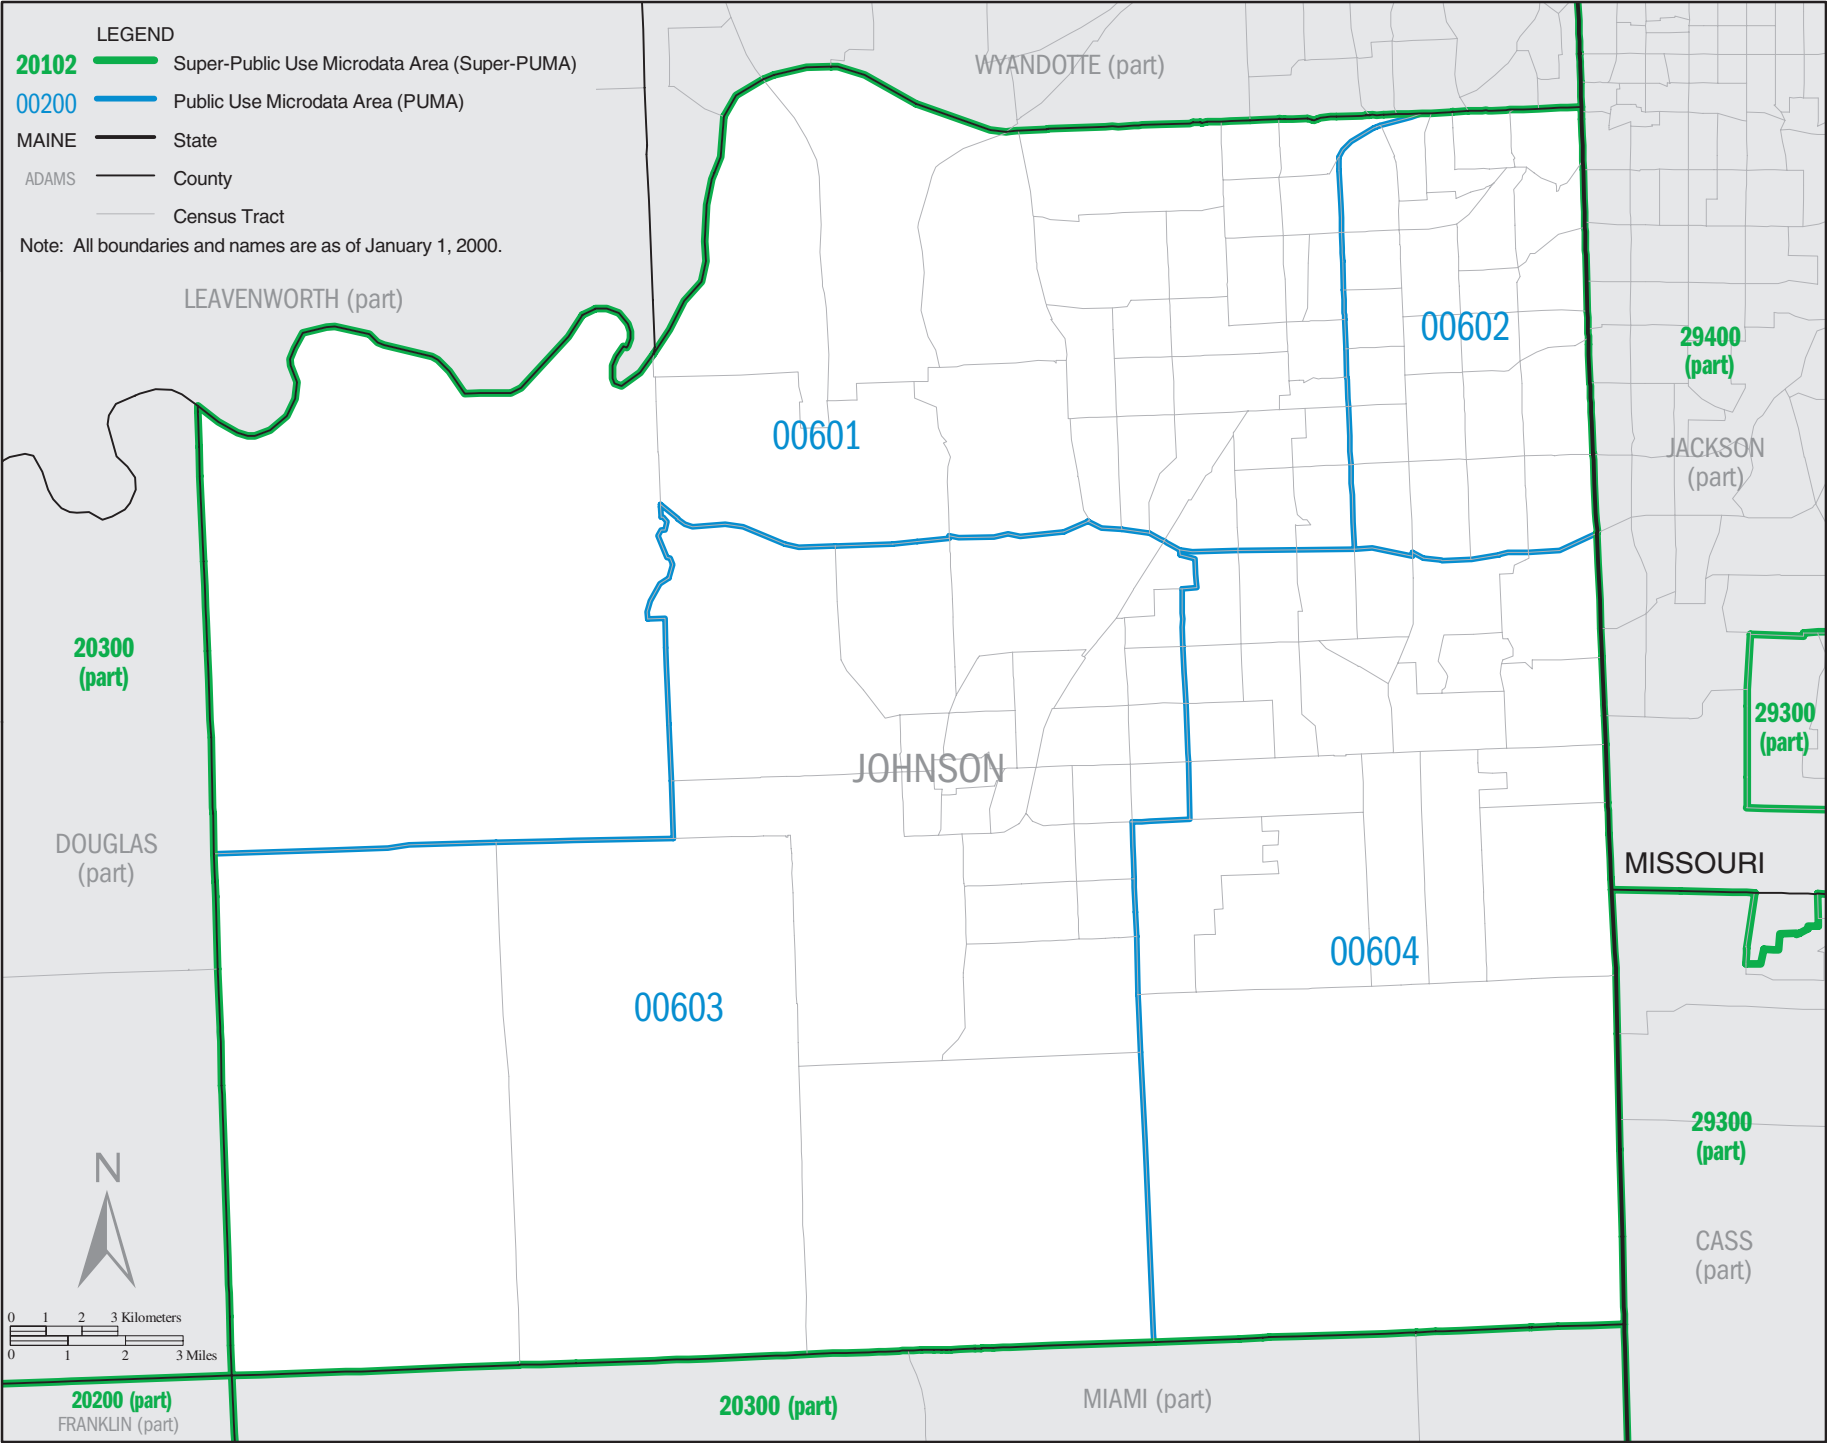 LEGEND
20102 Super-Public Use Microdata Area (Super-PUMA)
00200 Public Use Microdata Area (PUMA)
MAINE State
ADAMS County
Census Tract
Note: All boundaries and names are as of January 1, 2000.
WYANDOTTE (part)
LEAVENWORTH (part)
00602
29400
(part)
00601
JACKSON
(part)
20300
(part)
29300
(part)
JOHNSON
DOUGLAS
(part)
MISSOURI
00604
00603
29300
(part)
N
CASS
(part)
0 1 2 3 Kilometers
0 1 2 3 Miles
20200 (part)
FRANKLIN (part)
20300 (part)
MIAMI (part)